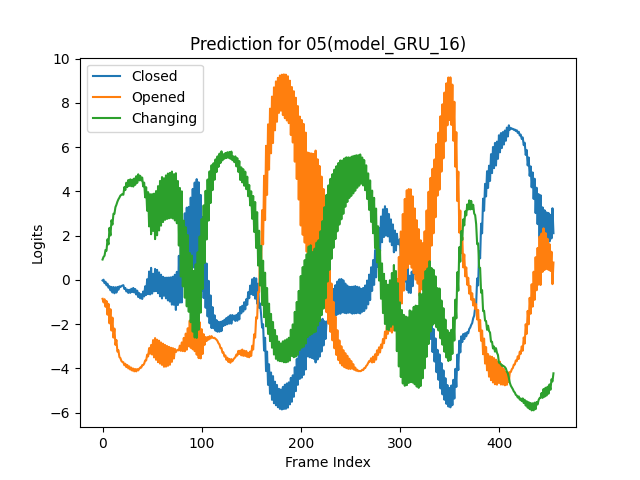 Prediction for 05(model_GRU_16)
Closed
Opened
Changing
Logits
10
8
6
4
2
0
−2
−4
−6
0 100 200 300 400
Frame Index